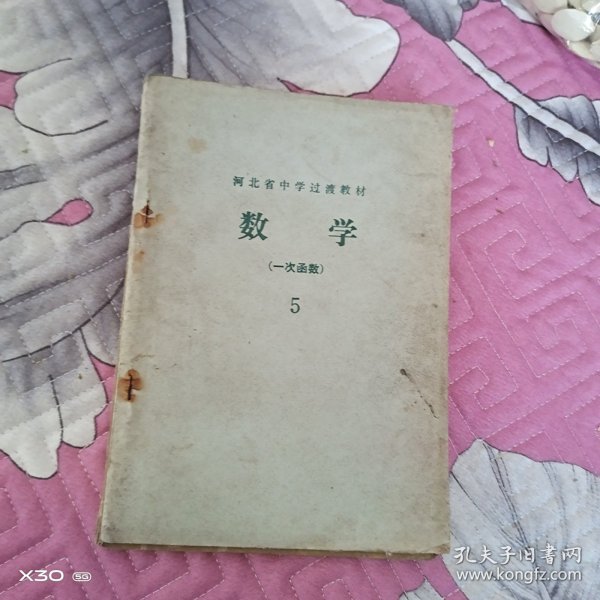 河北省中学过渡教材
数 学
(一次函数)
5
X30 5G
孔夫子旧书网
www.kongfz.com